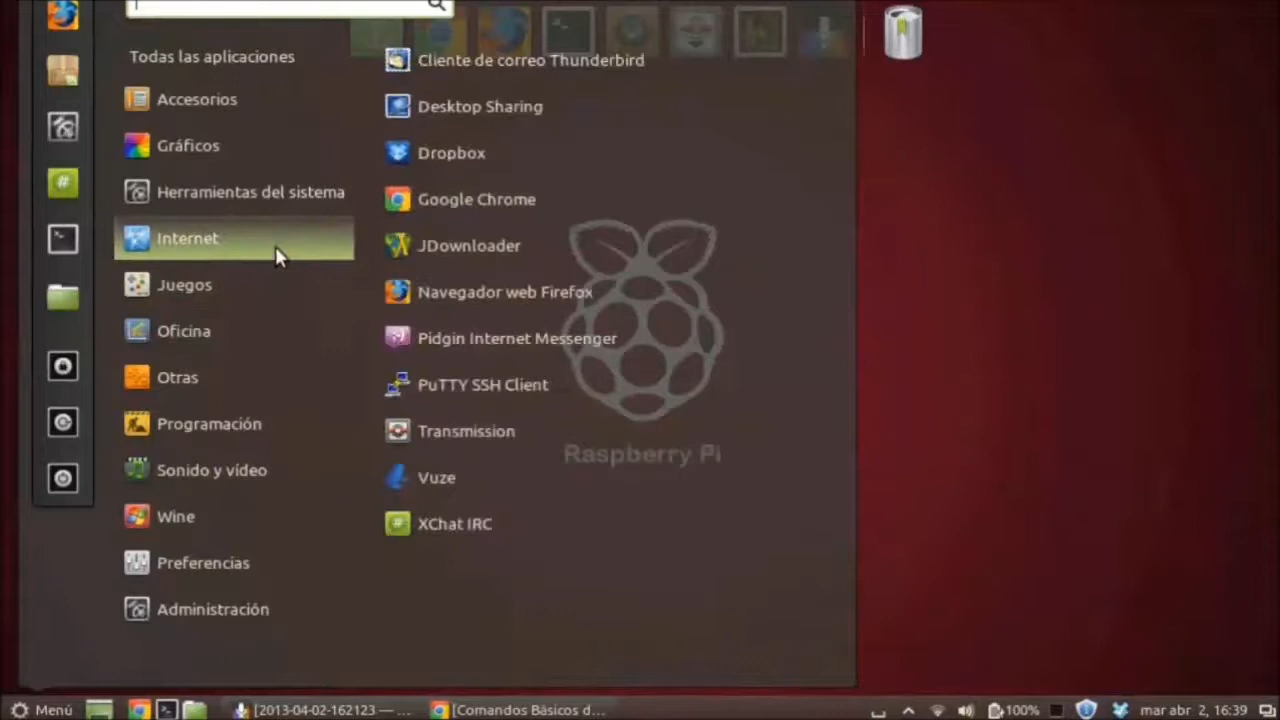 Todas las aplicaciones
Accesorios
Gráficos
Herramientas del sistema
Internet
Juegos
Oficina
Otras
Programación
Sonido y vídeo
Wine
Preferencias
Administración
Cliente de correo Thunderbird
Desktop Sharing
Dropbox
Google Chrome
JDownloader
Navegador web Firefox
Pidgin Internet Messenger
PuTTY SSH Client
Transmission
Vuze
XChat IRC
Raspberry Pi
Menú
[2013-04-02-162123 — ...
[Comandos Básicos d...
100%
mar abr 2, 16:39